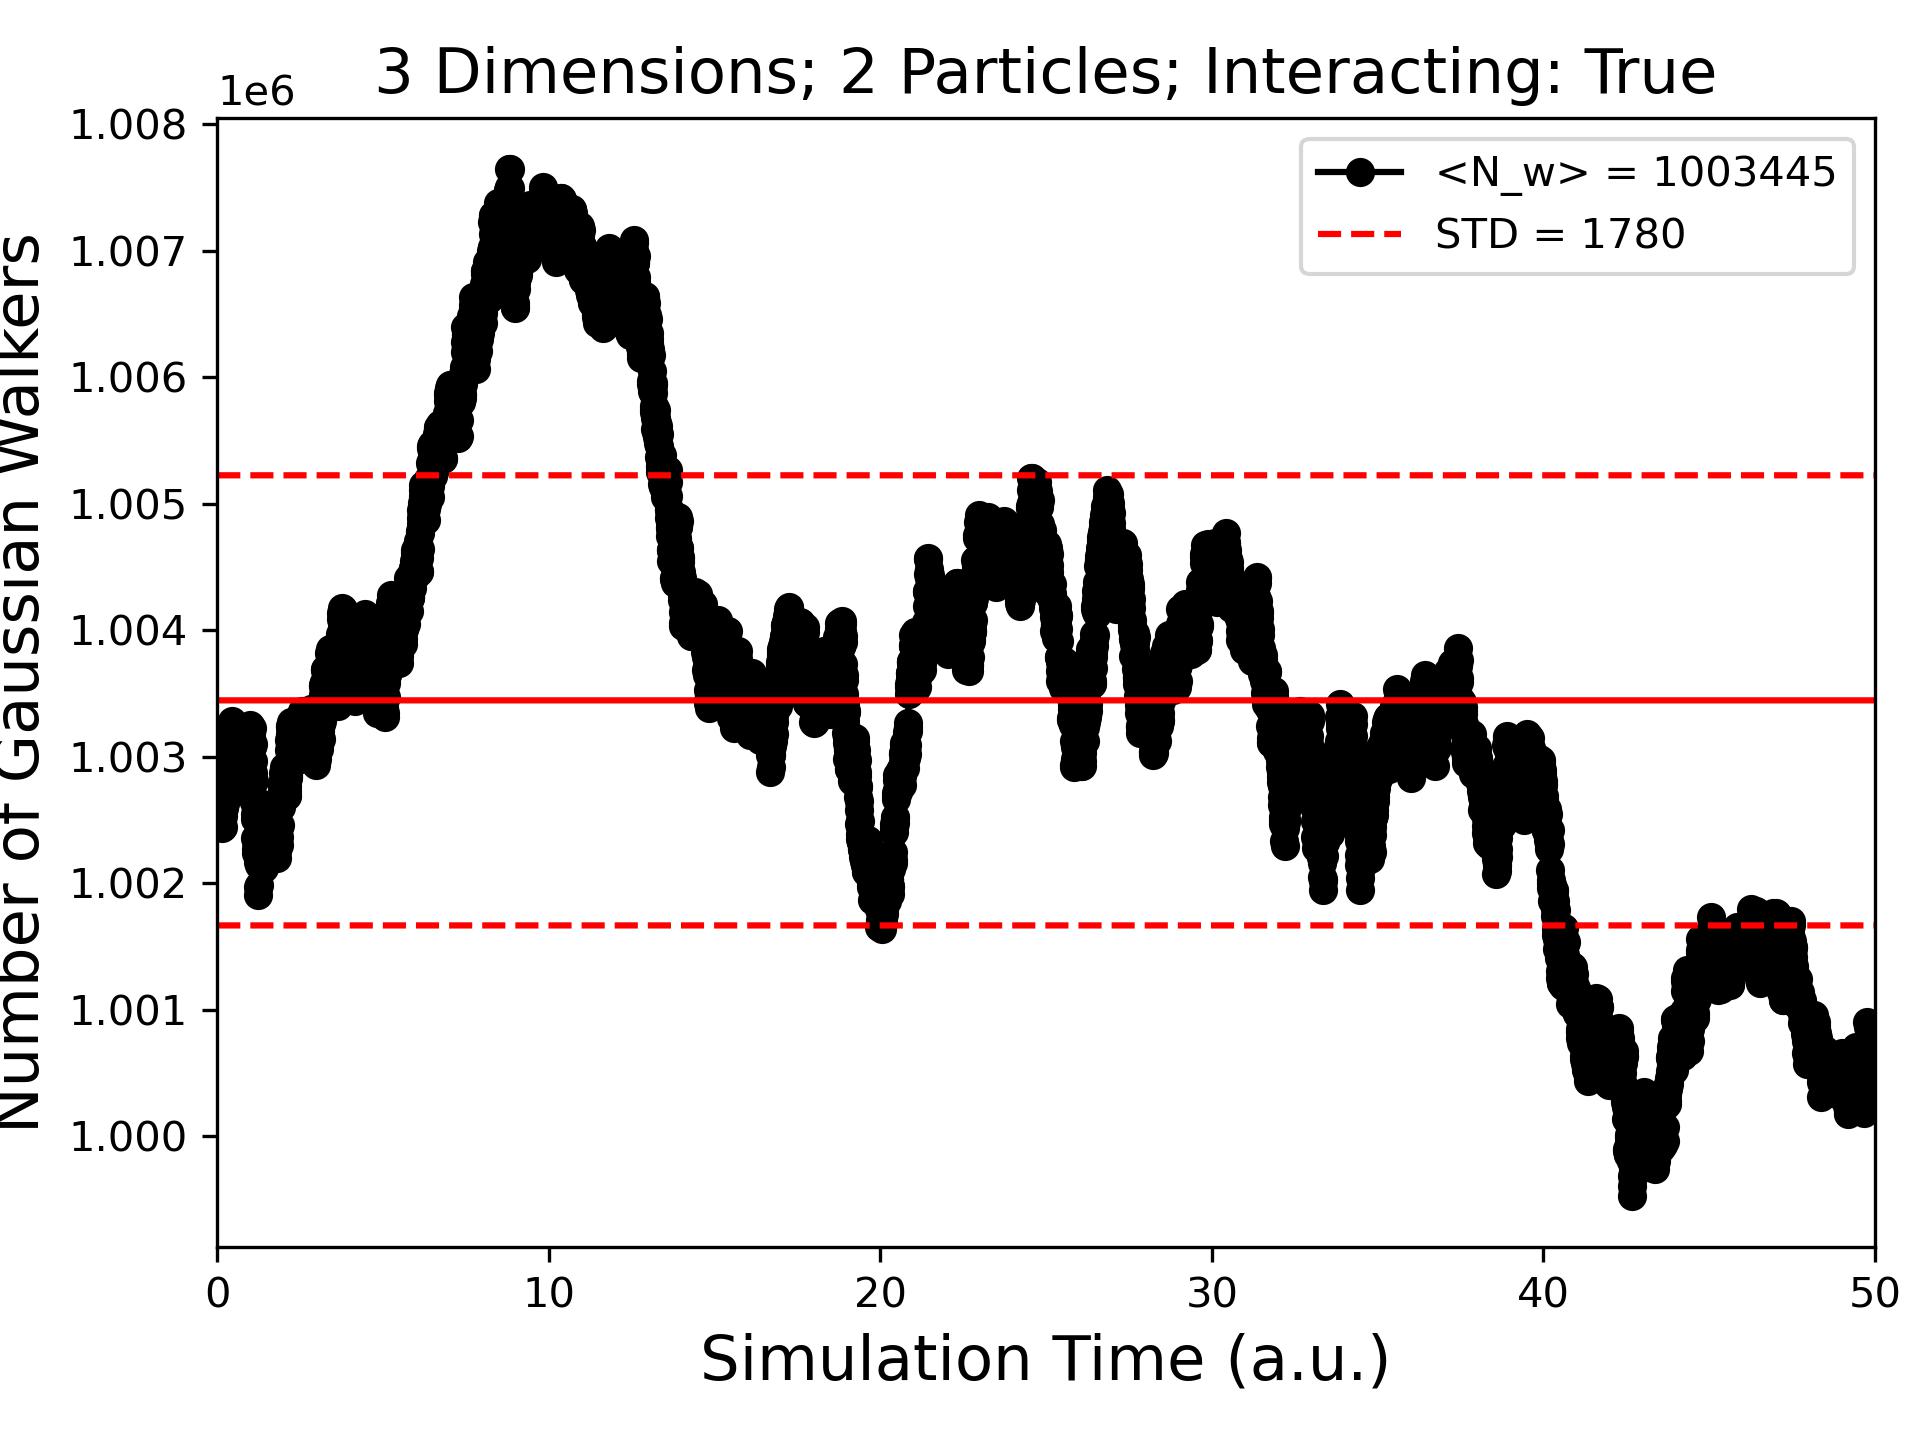 3 Dimensions; 2 Particles; Interacting: True
1e6
1.008
1.007
1.006
1.005
1.004
1.003
1.002
1.001
1.000
Number of Gaussian Walkers
<N_w> = 1003445
STD = 1780
0 10 20 30 40 50
Simulation Time (a.u.)